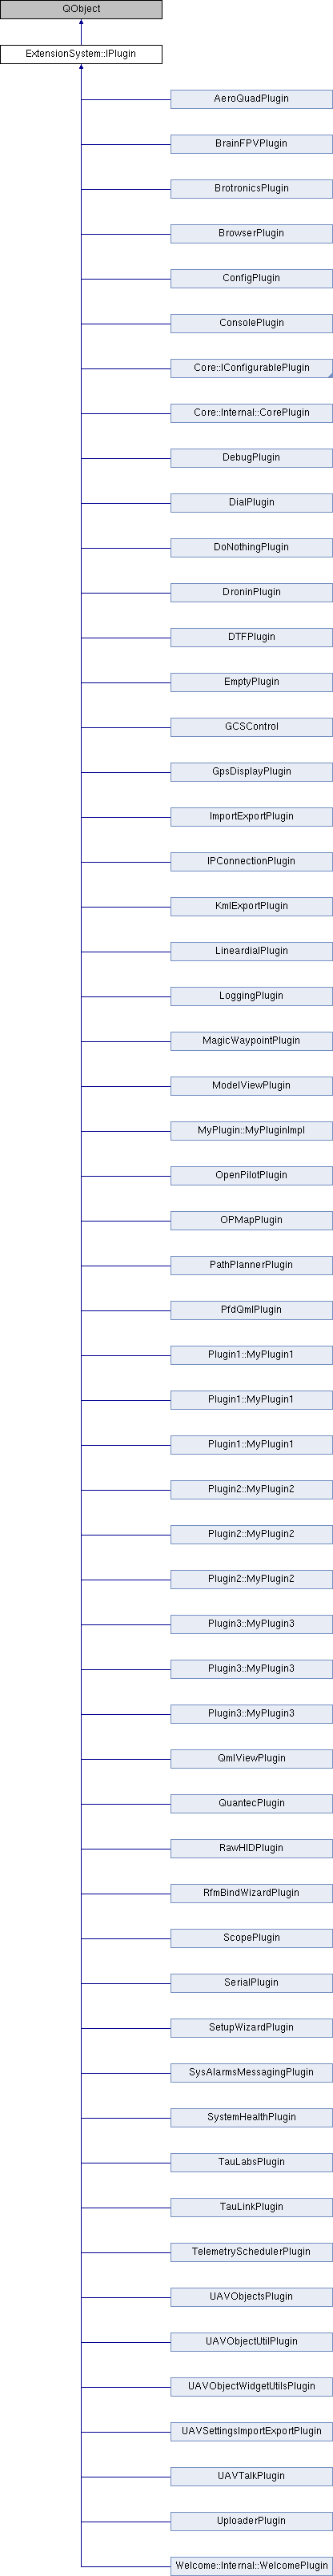 QObject
ExtensionSystem::IPlugin
AeroQuadPlugin
BrainFPVPlugin
BrotronicsPlugin
BrowserPlugin
ConfigPlugin
ConsolePlugin
Core::IConfigurablePlugin
Core::Internal::CorePlugin
DebugPlugin
DialPlugin
DoNothingPlugin
DroninPlugin
DTFPlugin
EmptyPlugin
GCSControl
GpsDisplayPlugin
ImportExportPlugin
IPConnectionPlugin
KmlExportPlugin
LineardialPlugin
LoggingPlugin
MagicWaypointPlugin
ModelViewPlugin
MyPlugin::MyPluginImpl
OpenPilotPlugin
OPMapPlugin
PathPlannerPlugin
PfdQmlPlugin
Plugin1::MyPlugin1
Plugin1::MyPlugin1
Plugin1::MyPlugin1
Plugin2::MyPlugin2
Plugin2::MyPlugin2
Plugin2::MyPlugin2
Plugin3::MyPlugin3
Plugin3::MyPlugin3
Plugin3::MyPlugin3
QmlViewPlugin
QuantecPlugin
RawHIDPlugin
RfmBindWizardPlugin
ScopePlugin
SerialPlugin
SetupWizardPlugin
SysAlarmsMessagingPlugin
SystemHealthPlugin
TauLabsPlugin
TauLinkPlugin
TelemetrySchedulerPlugin
UAVObjectsPlugin
UAVObjectUtilPlugin
UAVObjectWidgetUtilsPlugin
UAVSettingsImportExportPlugin
UAVTalkPlugin
UploaderPlugin
Welcome::Internal::WelcomePlugin